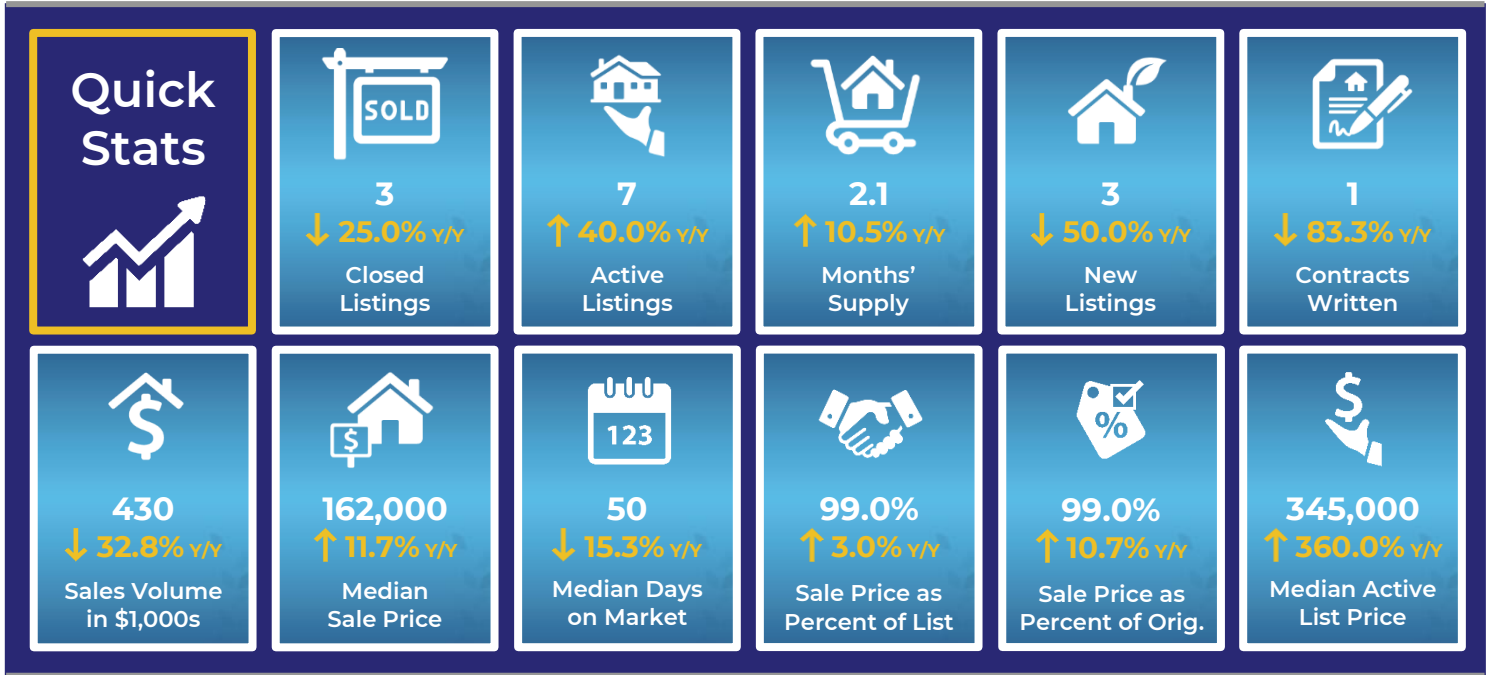 Quick
Stats
SOLD
3
↓ 25.0% Y/Y
Closed
Listings
7
↑ 40.0% Y/Y
Active
Listings
2.1
↑ 10.5% Y/Y
Months’
Supply
3
↓ 50.0% Y/Y
New
Listings
1
↓ 83.3% Y/Y
Contracts
Written
$
430
↓ 32.8% Y/Y
Sales Volume
in $1,000s
$
162,000
↑ 11.7% Y/Y
Median
Sale Price
123
50
↓ 15.3% Y/Y
Median Days
on Market
99.0%
↑ 3.0% Y/Y
Sale Price as
Percent of List
%
99.0%
↑ 10.7% Y/Y
Sale Price as
Percent of Orig.
$
345,000
↑ 360.0% Y/Y
Median Active
List Price